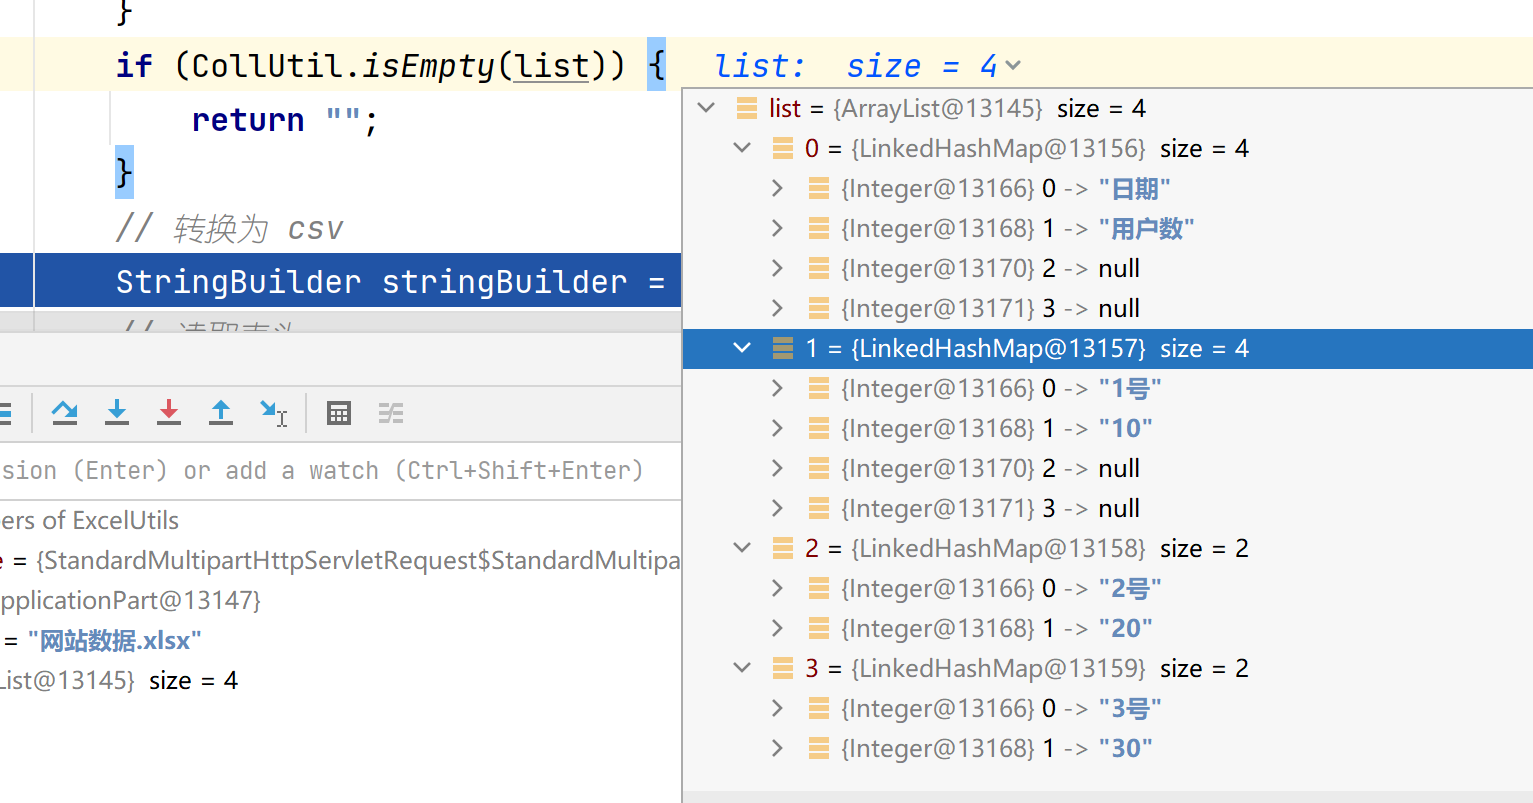 }
if (CollUtil.isEmpty(list)) { list: size = 4
return "";
}
// 转换为 csv
StringBuilder stringBuilder =
list = {ArrayList@13145} size = 4
0 = {LinkedHashMap@13156} size = 4
{Integer@13166} 0 -> "日期"
{Integer@13168} 1 -> "用户数"
{Integer@13170} 2 -> null
{Integer@13171} 3 -> null
1 = {LinkedHashMap@13157} size = 4
{Integer@13166} 0 -> "1号"
{Integer@13168} 1 -> "10"
{Integer@13170} 2 -> null
{Integer@13171} 3 -> null
2 = {LinkedHashMap@13158} size = 2
{Integer@13166} 0 -> "2号"
{Integer@13168} 1 -> "20"
3 = {LinkedHashMap@13159} size = 2
{Integer@13166} 0 -> "3号"
{Integer@13168} 1 -> "30"
ssion (Enter) or add a watch (Ctrl+Shift+Enter)
ers of ExcelUtils
e = {StandardMultipartHttpServletRequest$StandardMultipa
pplicationPart@13147}
= "网站数据.xlsx"
List@13145} size = 4